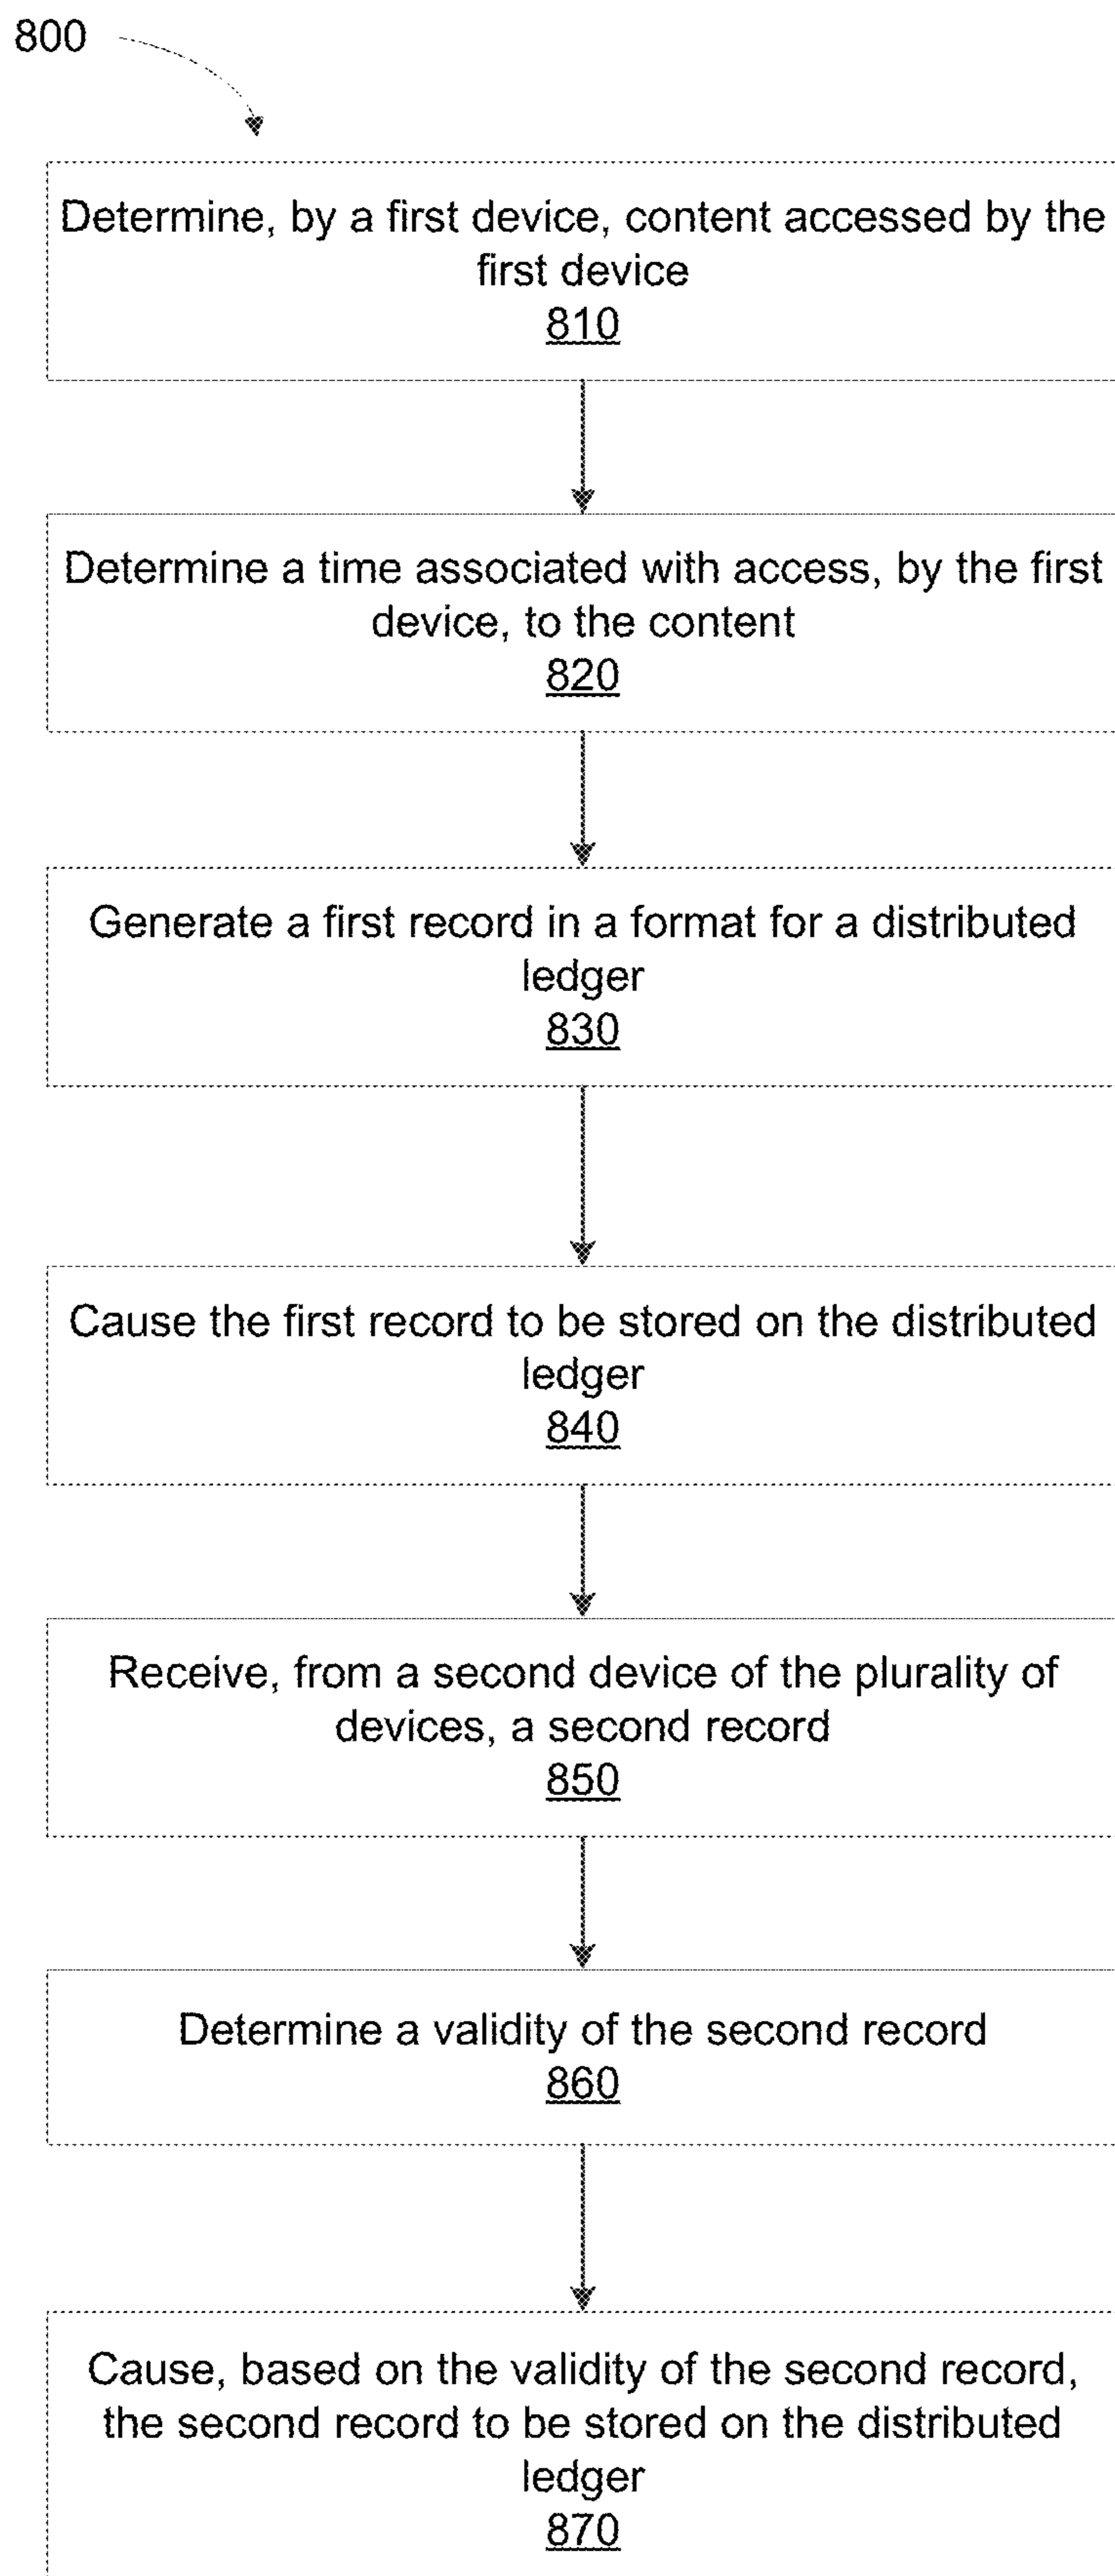 800
Determine, by a first device, content accessed by the
first device
810
Determine a time associated with access, by the first
device, to the content
820
Generate a first record in a format for a distributed
ledger
830
Cause the first record to be stored on the distributed
ledger
840
Receive, from a second device of the plurality of
devices, a second record
850
Determine a validity of the second record
860
Cause, based on the validity of the second record,
the second record to be stored on the distributed
ledger
870